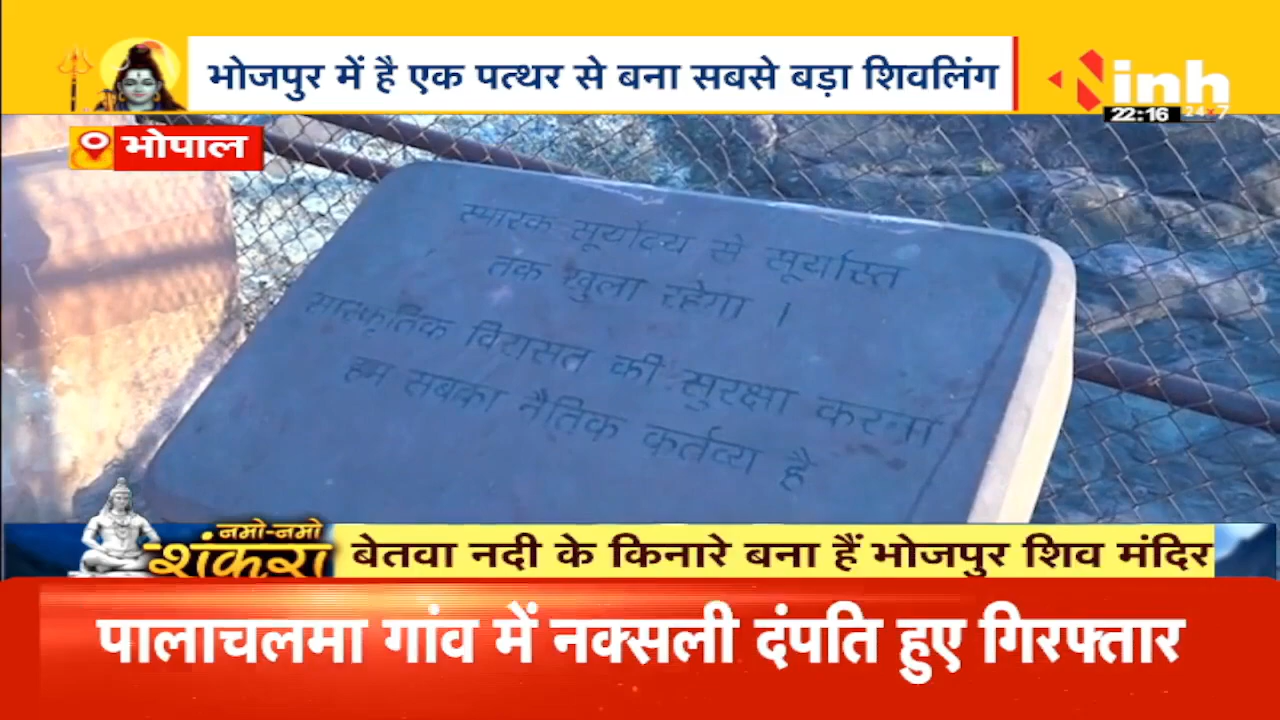 भोजपुर में है एक पत्थर से बना सबसे बड़ा शिवलिंग
inh
22:16 24x7
भोपाल
स्मारक सूर्योदय से सूर्यास्त
तक खुला रहेगा ।
सांस्कृतिक विरासत की सुरक्षा करना
हम सबका नैतिक कर्तव्य है
नमो-नमो
शंकरा
बेतवा नदी के किनारे बना हैं भोजपुर शिव मंदिर
पालाचलमा गांव में नक्सली दंपति हुए गिरफ्तार